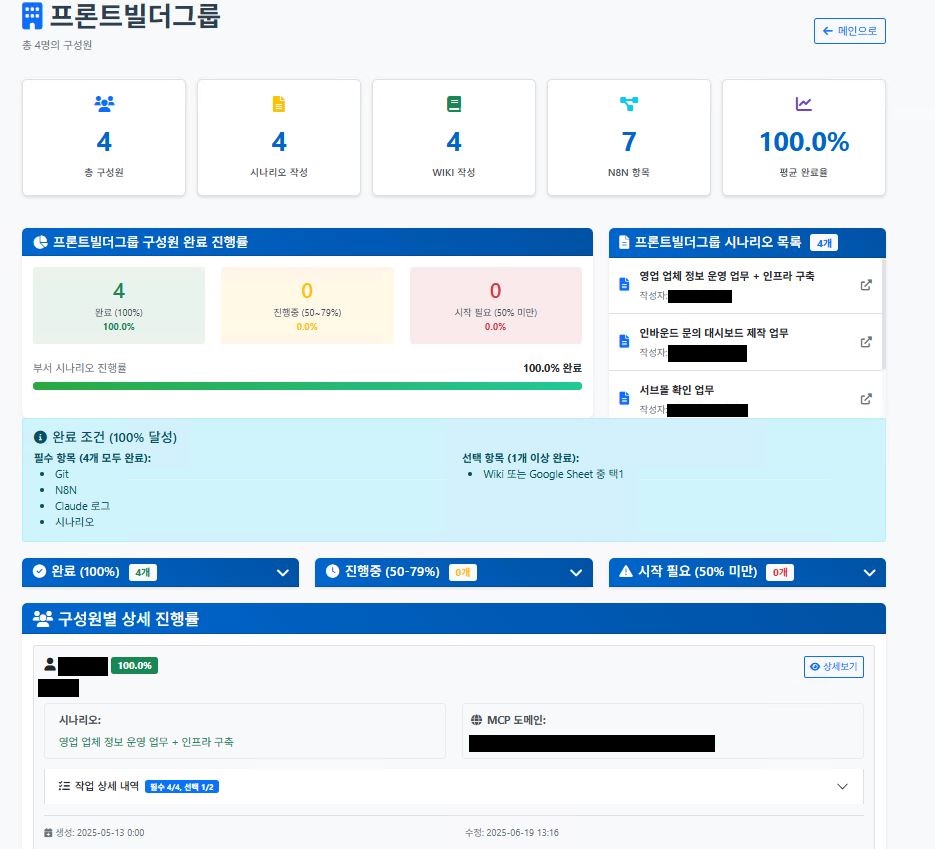 프론트빌더그룹
총 4명의 구성원
메인으로
4
총 구성원
4
시나리오 작성
4
WIKI 작성
7
N8N 항목
100.0%
평균 완료율
프론트빌더그룹 구성원 완료 진행률
4
완료 (100%)
100.0%
0
진행중 (50~79%)
0.0%
0
시작 필요 (50% 미만)
0.0%
부서 시나리오 진행률
100.0% 완료
프론트빌더그룹 시나리오 목록 4개
영업 업체 정보 운영 업무 + 인프라 구축
작성자:
인바운드 문의 대시보드 제작 업무
작성자:
서브몰 확인 업무
작성자:
완료 조건 (100% 달성)
필수 항목 (4개 모두 완료):
Git
N8N
Claude 로그
시나리오
선택 항목 (1개 이상 완료):
Wiki 또는 Google Sheet 중 택1
완료 (100%) 4개
진행중 (50-79%) 0개
시작 필요 (50% 미만) 0개
구성원별 상세 진행률
100.0%
상세보기
시나리오:
영업 업체 정보 운영 업무 + 인프라 구축
MCP 도메인:
작업 상세 내역 필수 4/4, 선택 1/2
생성: 2025-05-13 0:00
수정: 2025-06-19 13:16